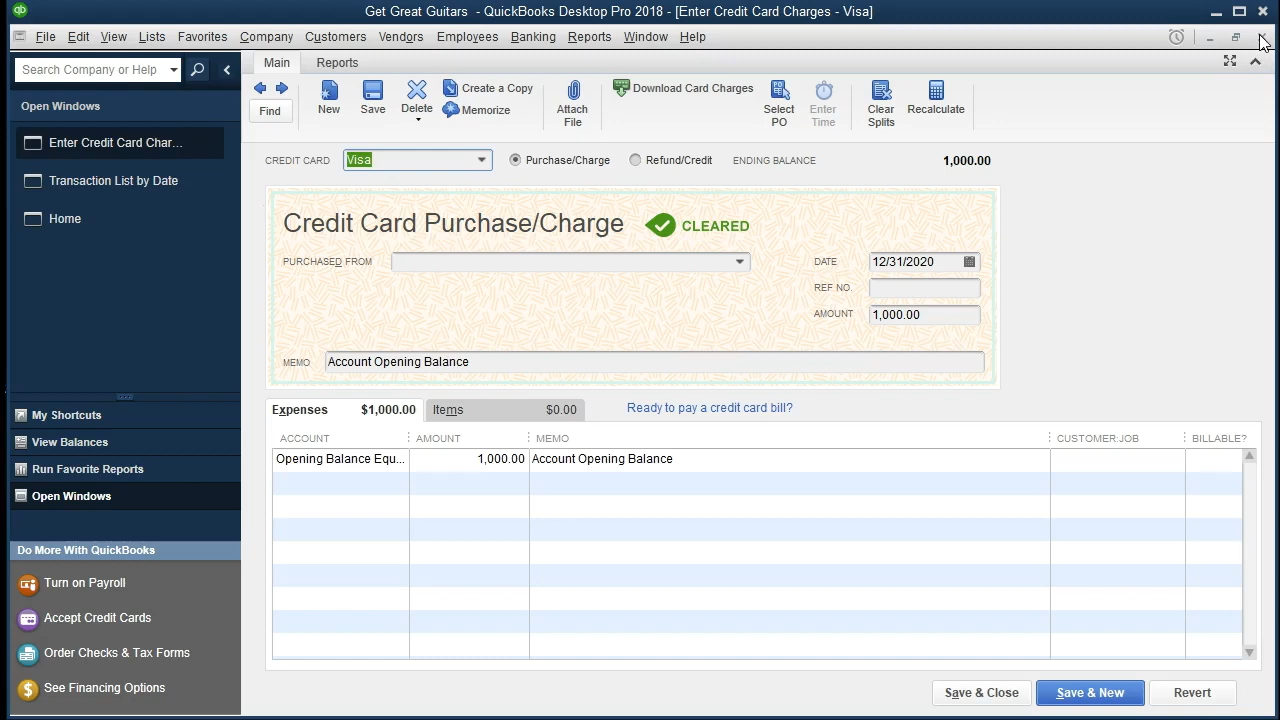 Get Great Guitars - QuickBooks Desktop Pro 2018 - [Enter Credit Card Charges - Visa]
File Edit View Lists Favorites Company Customers Vendors Employees Banking Reports Window Help
Search Company or Help
Main Reports
Open Windows
Find
New
Save
Delete
Create a Copy
Memorize
Attach File
Download Card Charges
Select PO
Enter Time
Clear Splits
Recalculate
Enter Credit Card Char...
Transaction List by Date
Home
CREDIT CARD Visa Purchase/Charge Refund/Credit ENDING BALANCE 1,000.00
Credit Card Purchase/Charge CLEARED
PURCHASED FROM
DATE 12/31/2020
REF NO.
AMOUNT 1,000.00
MEMO Account Opening Balance
Expenses $1,000.00 Items $0.00 Ready to pay a credit card bill?
ACCOUNT AMOUNT MEMO CUSTOMER:JOB BILLABLE?
Opening Balance Equ... 1,000.00 Account Opening Balance
My Shortcuts
View Balances
Run Favorite Reports
Open Windows
Do More With QuickBooks
Turn on Payroll
Accept Credit Cards
Order Checks & Tax Forms
See Financing Options
Save & Close Save & New Revert